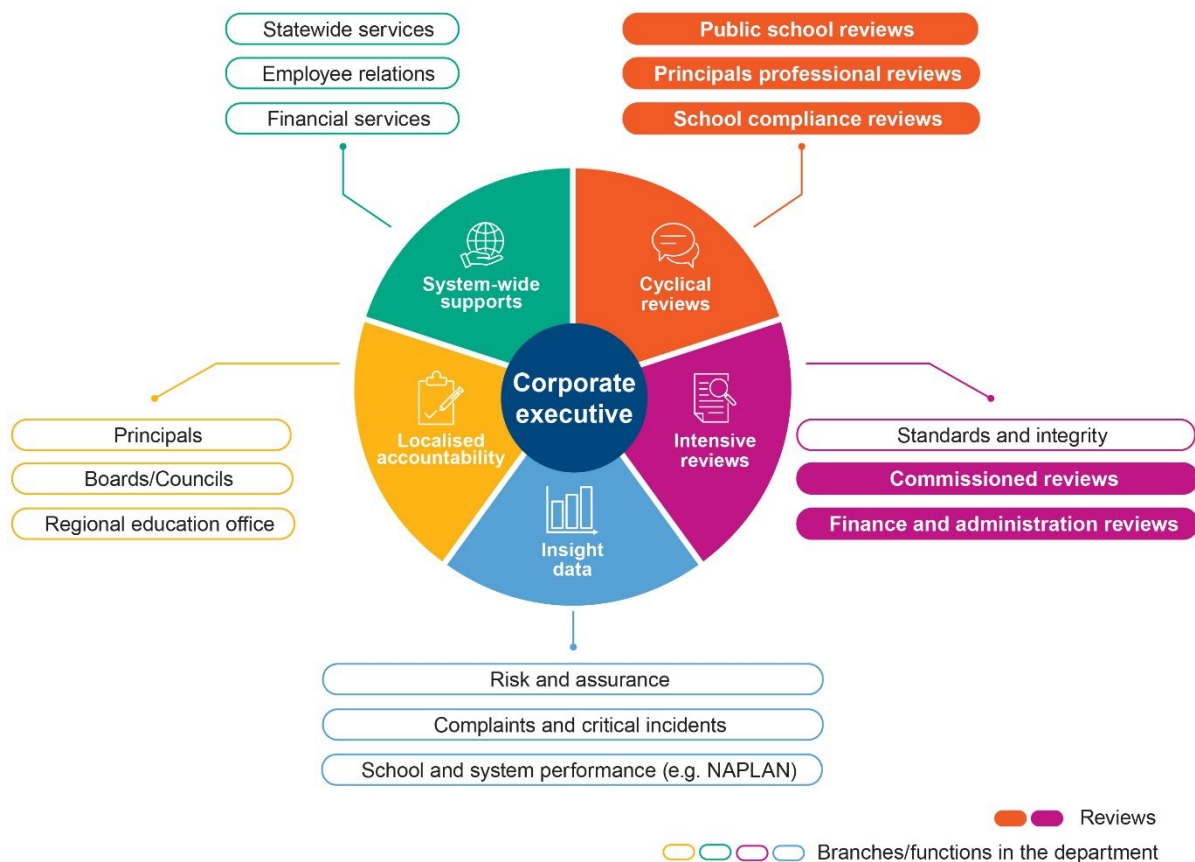 Statewide services
Employee relations
Financial services
Public school reviews
Principals professional reviews
School compliance reviews
System-wide
supports
Cyclical
reviews
Corporate
executive
Localised
accountability
Intensive
reviews
Insight
data
Principals
Boards/Councils
Regional education office
Standards and integrity
Commissioned reviews
Finance and administration reviews
Risk and assurance
Complaints and critical incidents
School and system performance (e.g. NAPLAN)
Reviews
Branches/functions in the department